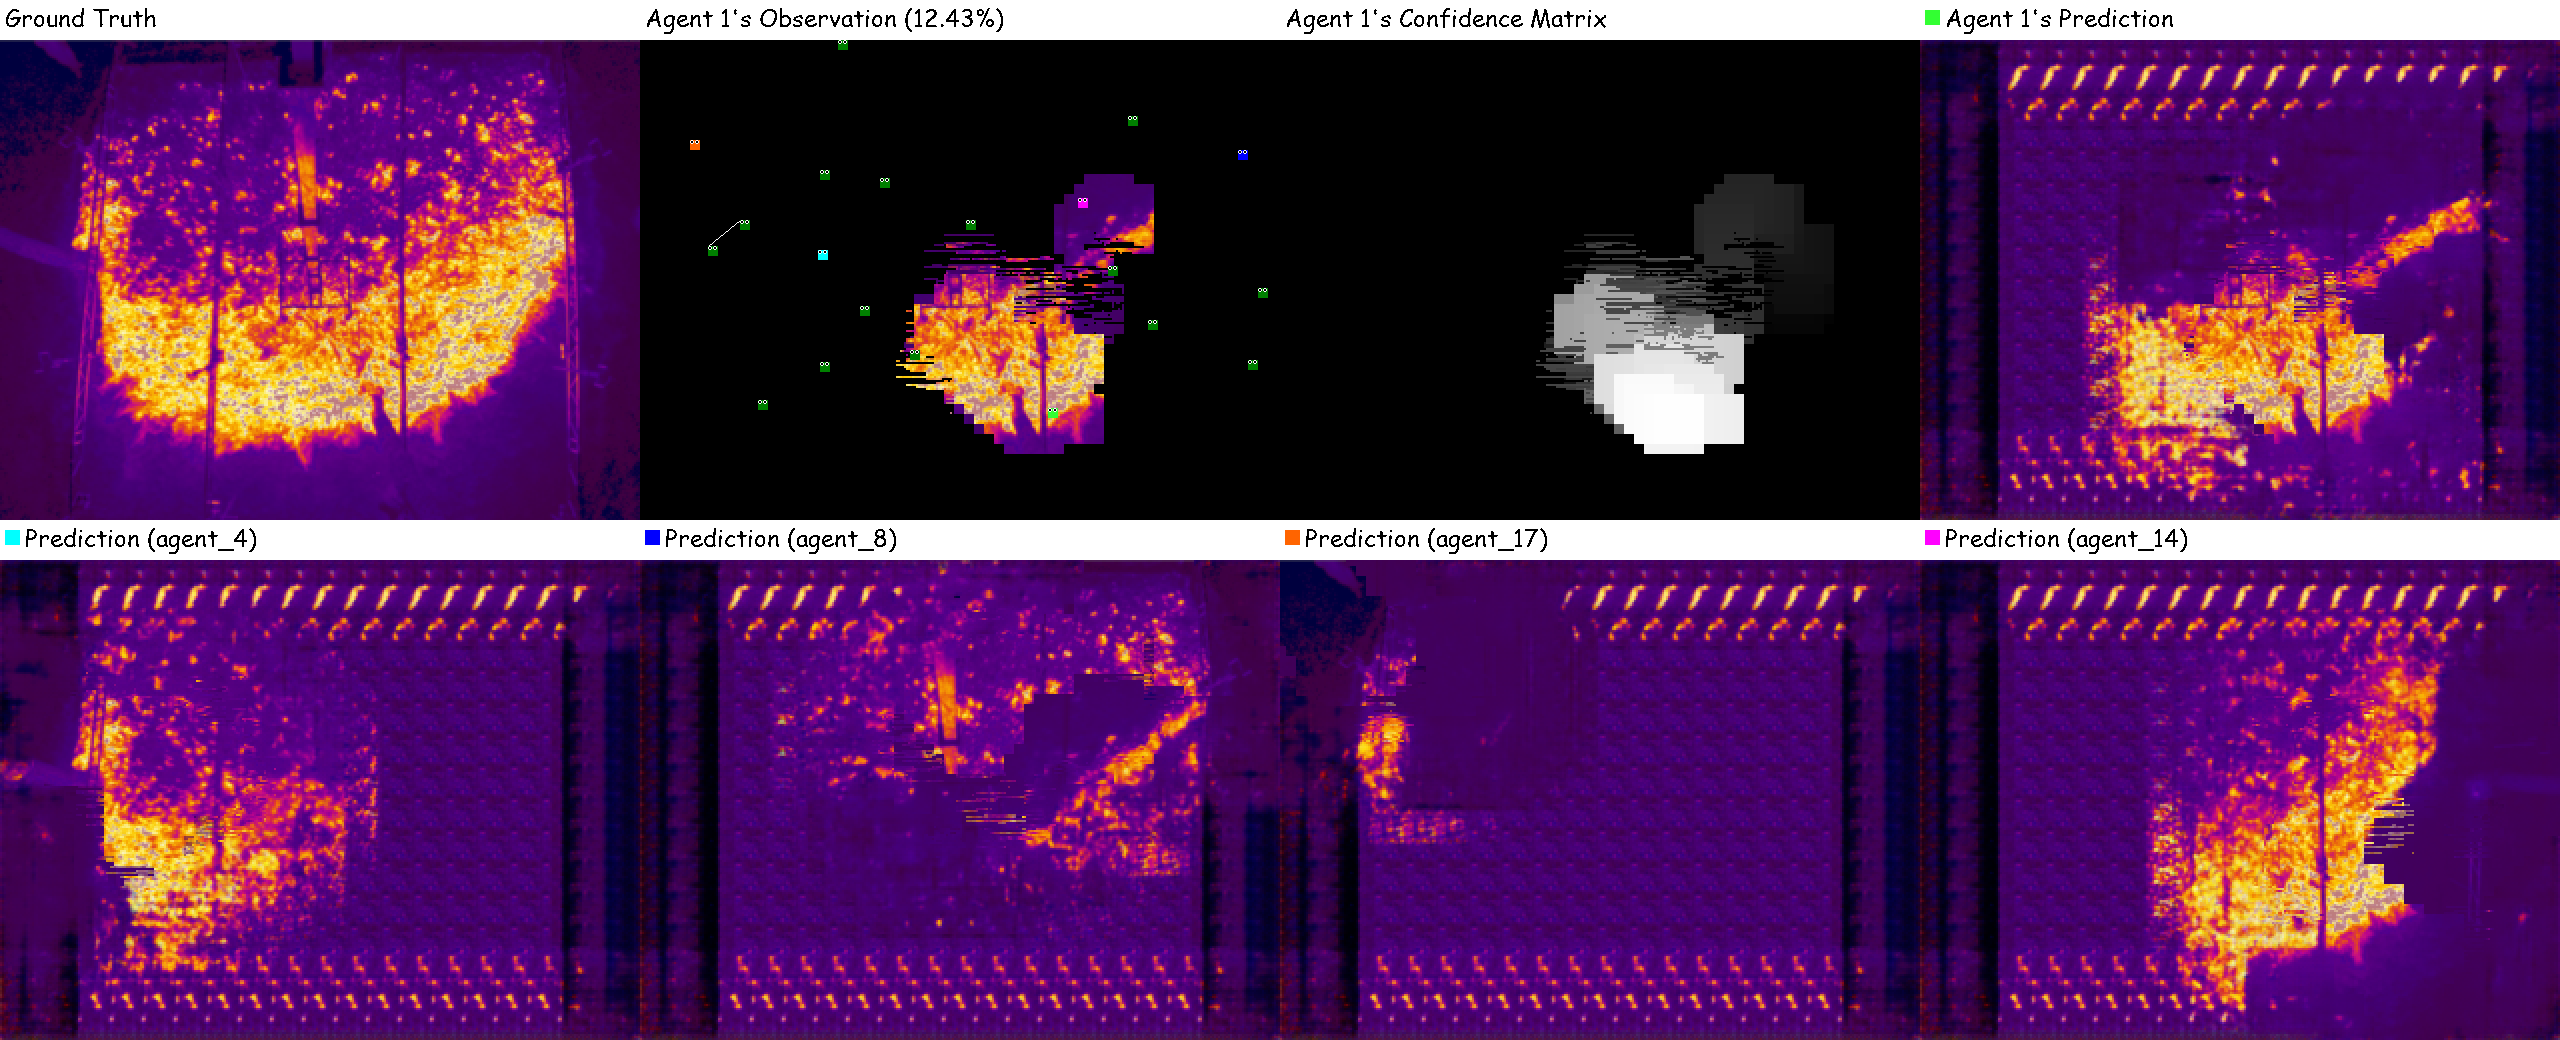 Ground Truth
Agent 1's Observation (12.43%)
Agent 1's Confidence Matrix
Agent 1's Prediction
Prediction (agent_4)
Prediction (agent_8)
Prediction (agent_17)
Prediction (agent_14)